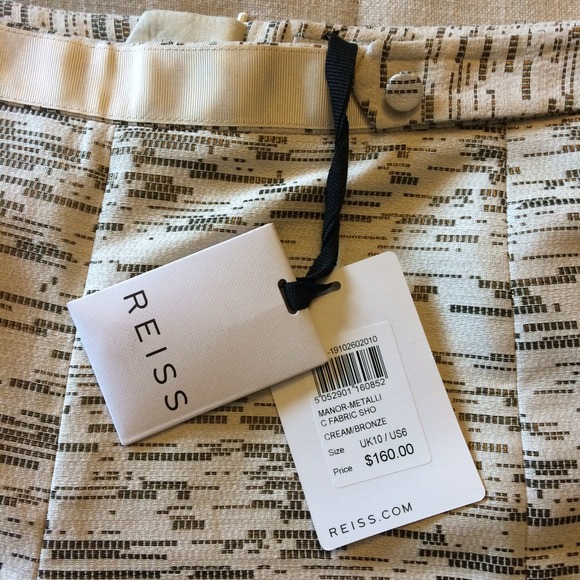 REISS
REISS
-19102602010
5 052901 160852
MANOR-METALLI
C FABRIC SHO
CREAM/BRONZE
Size UK10 / US6
Price $160.00
REISS.COM